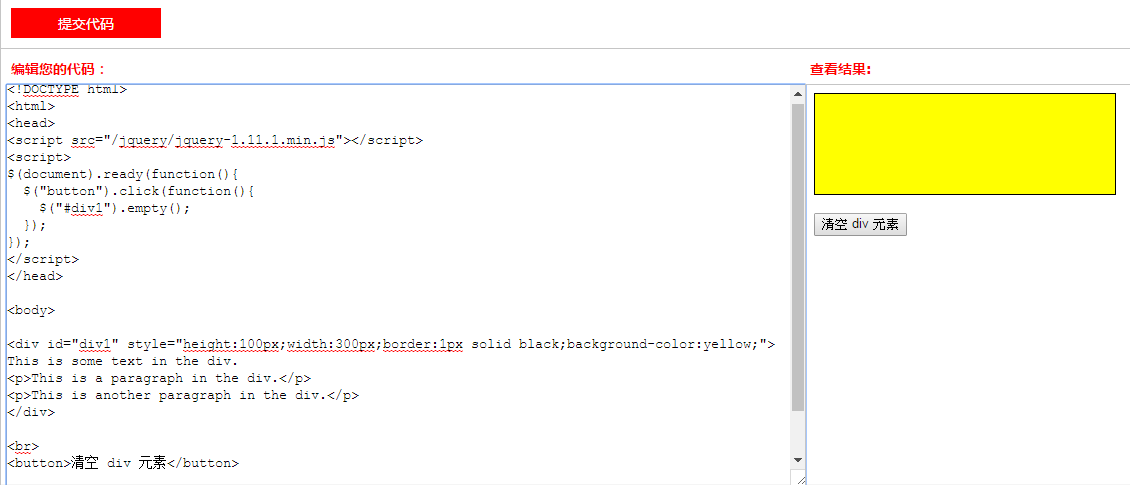 提交代码
编辑您的代码：
查看结果:
<!DOCTYPE html>
<html>
<head>
<script src="/jquery/jquery-1.11.1.min.js"></script>
<script>
$(document).ready(function(){
  $("button").click(function(){
    $("#div1").empty();
  });
});
</script>
</head>

<body>

<div id="div1" style="height:100px;width:300px;border:1px solid black;background-color:yellow;">
This is some text in the div.
<p>This is a paragraph in the div.</p>
<p>This is another paragraph in the div.</p>
</div>

<br>
<button>清空 div 元素</button>
清空 div 元素